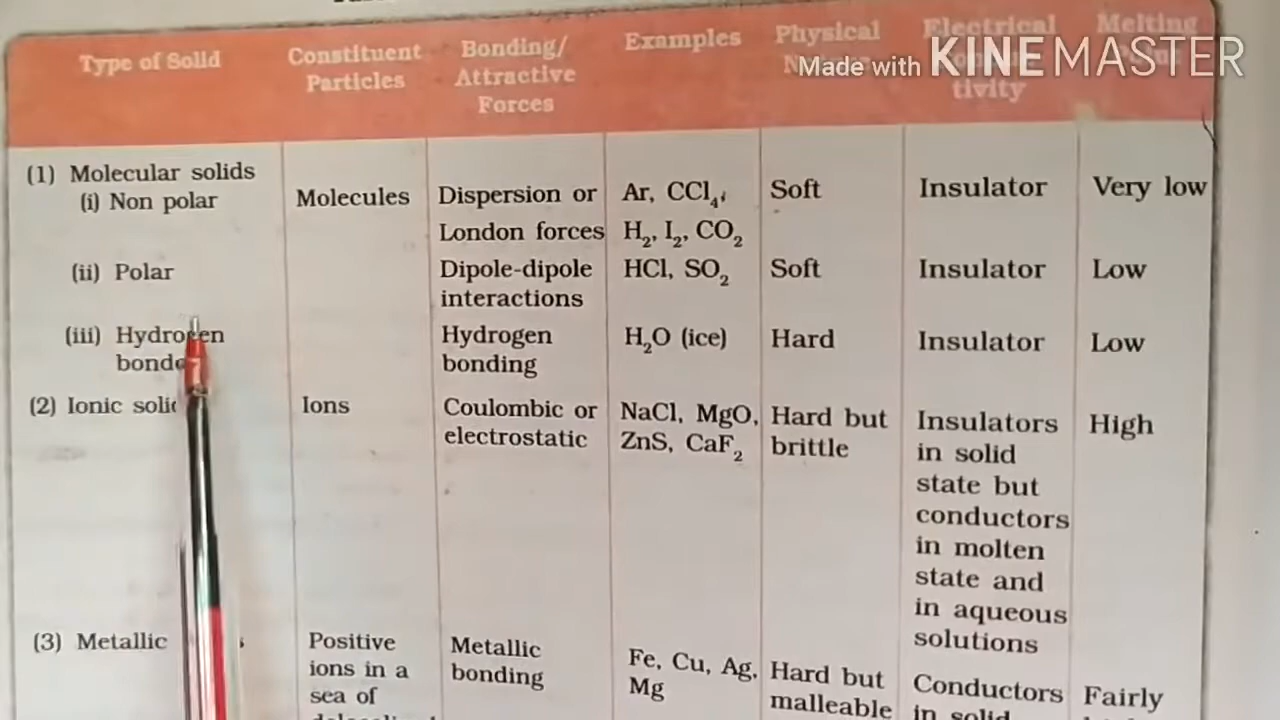 Type of Solid
Constituent
Particles
Bonding/
Attractive
Forces
Examples
Physical
Electrical
tivity
Melting
Made with KINEMASTER
(1) Molecular solids
(i) Non polar
Molecules
Dispersion or
London forces
Ar, CCl₄,
H₂, I₂, CO₂
Soft
Insulator
Very low
(ii) Polar
Dipole-dipole
interactions
HCl, SO₂
Soft
Insulator
Low
(iii) Hydrogen
Hydrogen
bonding
H₂O (ice)
Hard
Insulator
Low
(2) Ionic
Ions
Coulombic or
electrostatic
NaCl, MgO,
ZnS, CaF₂
Hard but
brittle
Insulators
in solid
state but
conductors
in molten
state and
in aqueous
solutions
High
(3) Metallic
Positive
ions in a
sea of
Metallic
bonding
Fe, Cu, Ag,
Mg
Hard but
malleable
Conductors
in solid
Fairly